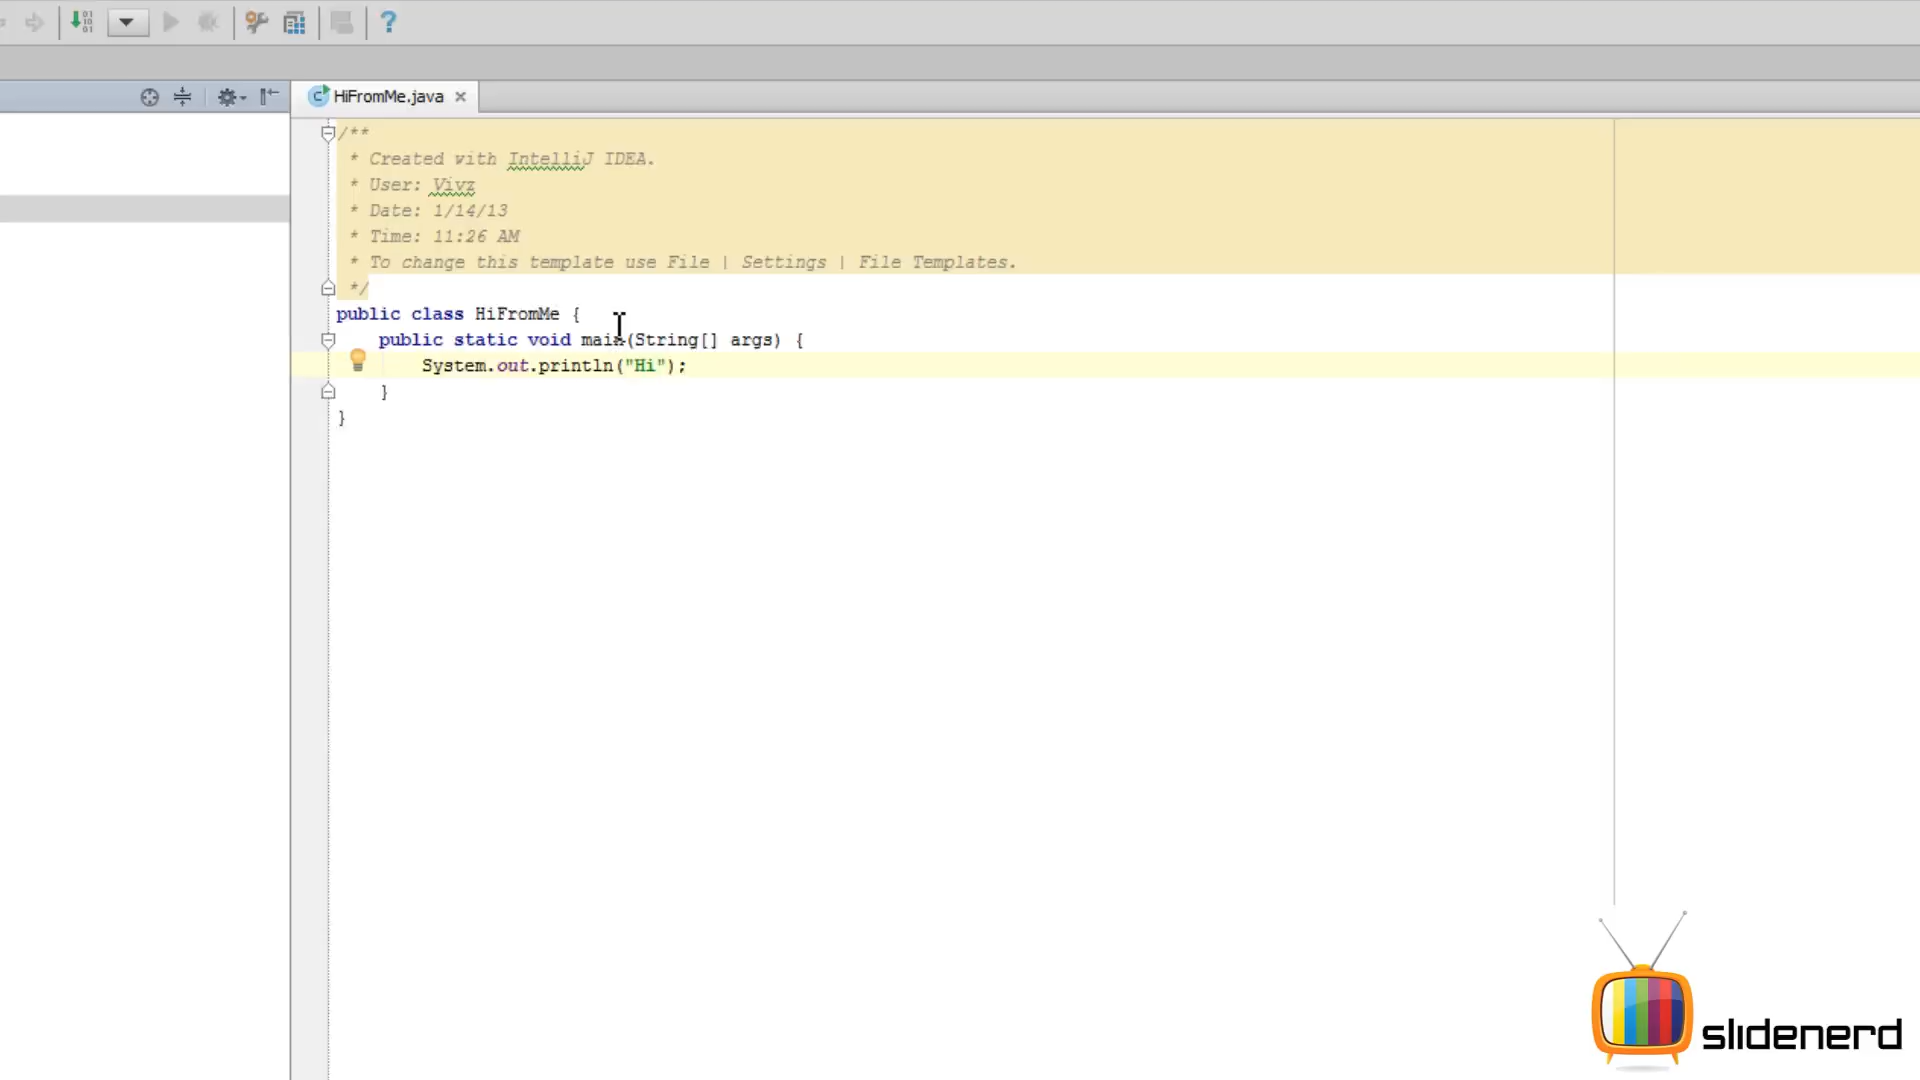 HiFromMe.java
/**
 * Created with IntelliJ IDEA.
 * User: Vivz
 * Date: 1/14/13
 * Time: 11:26 AM
 * To change this template use File | Settings | File Templates.
 */
public class HiFromMe {
    public static void main(String[] args) {
        System.out.println("Hi");
    }
}
slidenerd